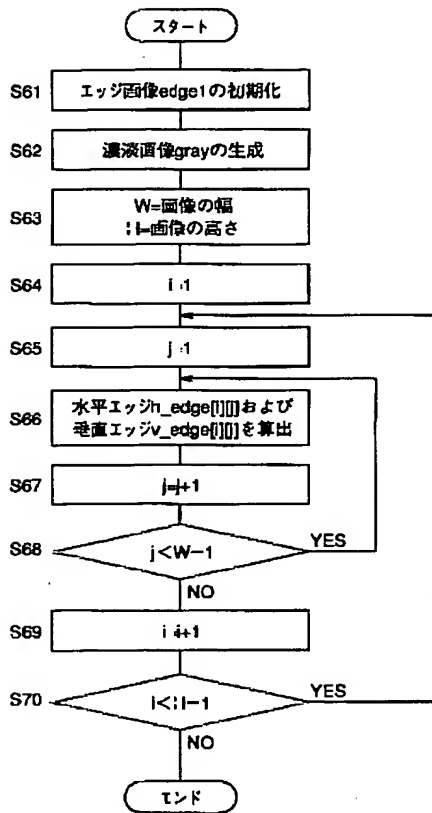 スタート
S61
エッジ画像edge1の初期化
S62
濃淡画像grayの生成
S63
W=画像の幅
H=画像の高さ
S64
i=1
S65
j=1
S66
水平エッジh_edge[i][j]および
垂直エッジv_edge[i][j]を算出
S67
j=j+1
S68
j<W−1
YES
NO
S69
i=i+1
S70
i<H−1
YES
NO
エンド